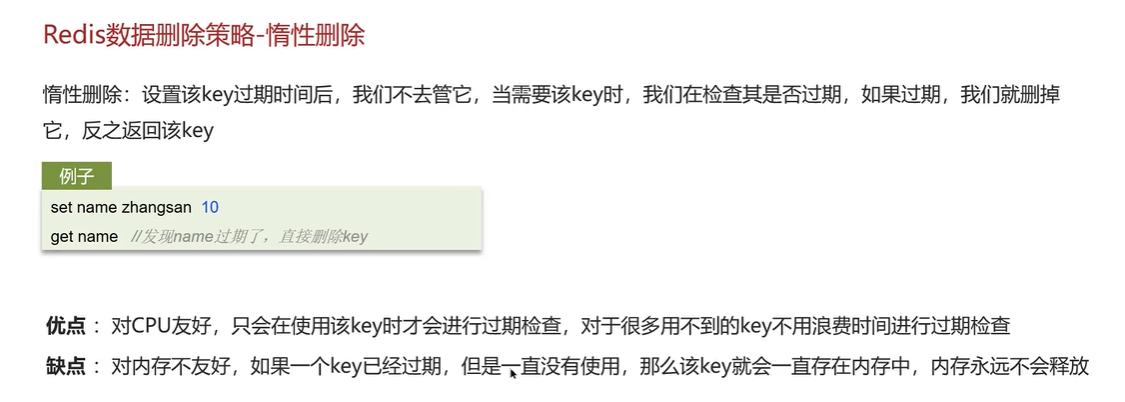 Redis数据删除策略-惰性删除
惰性删除：设置该key过期时间后，我们不去管它，当需要该key时，我们在检查其是否过期，如果过期，我们就删掉
它，反之返回该key
例子
set name zhangsan 10
get name //发现name过期了，直接删除key
优点 ：对CPU友好，只会在使用该key时才会进行过期检查，对于很多用不到的key不用浪费时间进行过期检查
缺点 ：对内存不友好，如果一个key已经过期，但是一直没有使用，那么该key就会一直存在内存中，内存永远不会释放